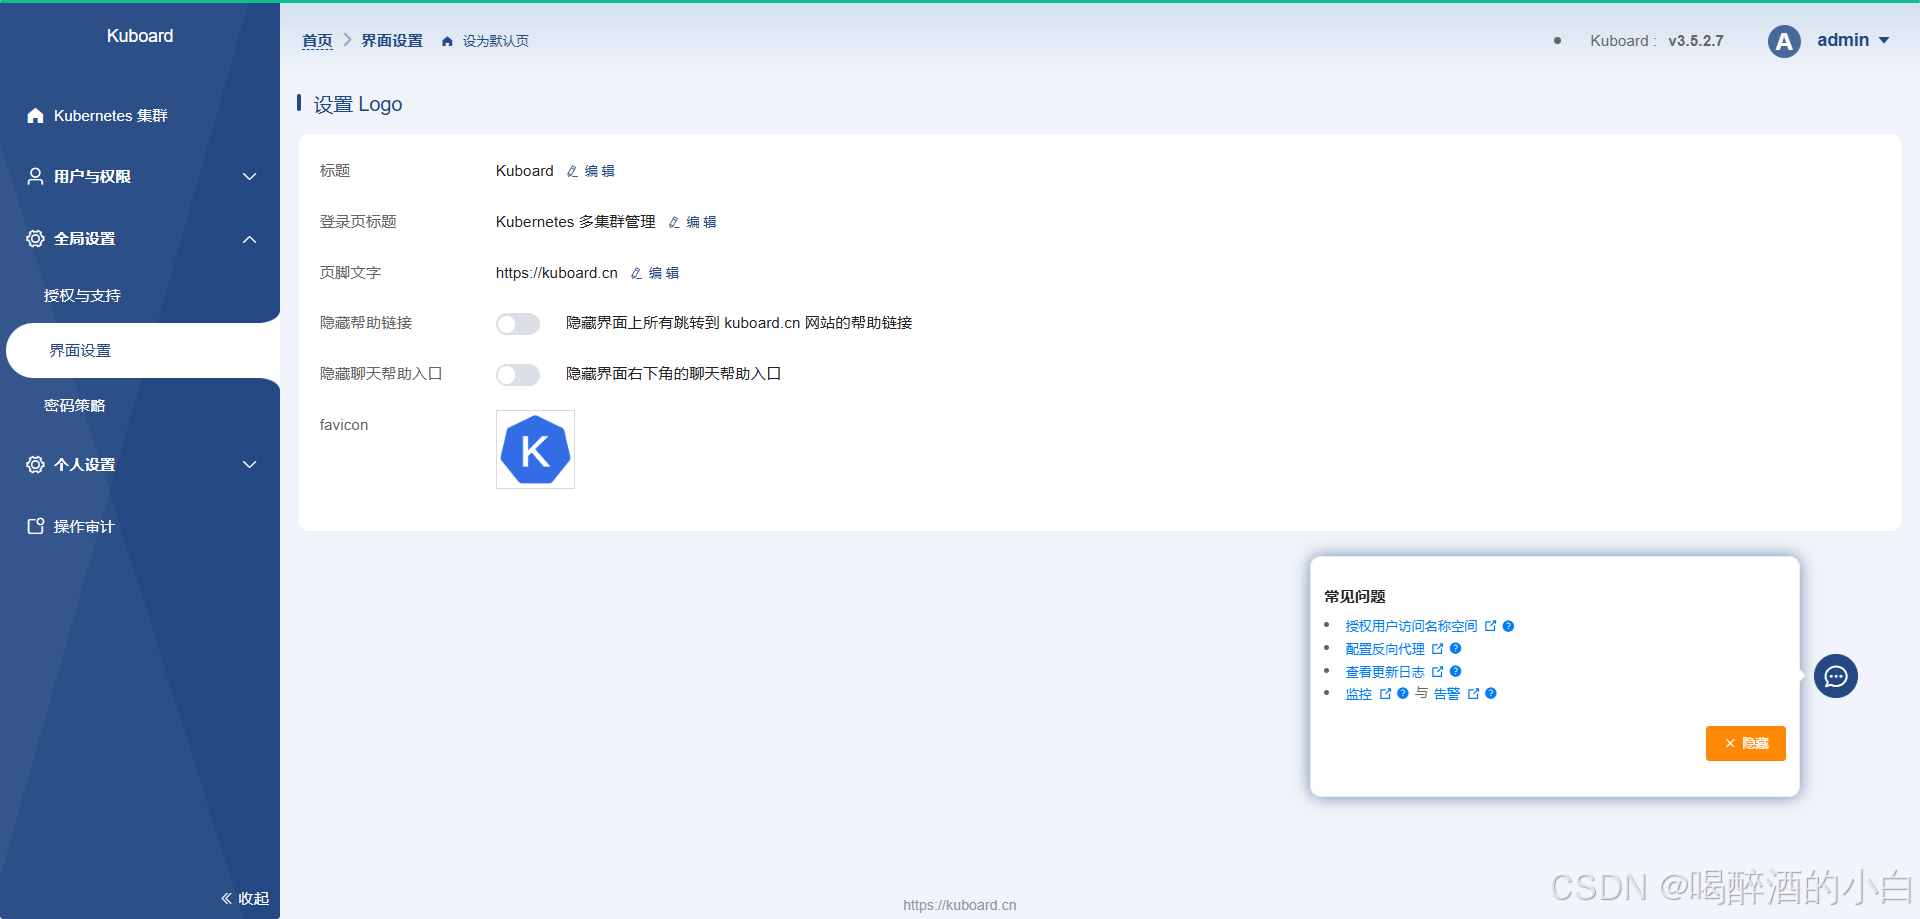 Kuboard
首页 界面设置 设为默认页
Kuboard : v3.5.2.7
A admin
Kubernetes 集群
用户与权限
全局设置
授权与支持
界面设置
密码策略
个人设置
操作审计
收起
设置 Logo
标题 Kuboard 编 辑
登录页标题 Kubernetes 多集群管理 编 辑
页脚文字 https://kuboard.cn 编 辑
隐藏帮助链接 隐藏界面上所有跳转到 kuboard.cn 网站的帮助链接
隐藏聊天帮助入口 隐藏界面右下角的聊天帮助入口
favicon K
常见问题
授权用户访问名称空间
配置反向代理
查看更新日志
监控 与 告警
隐藏
https://kuboard.cn
CSDN @喝醉酒的小白